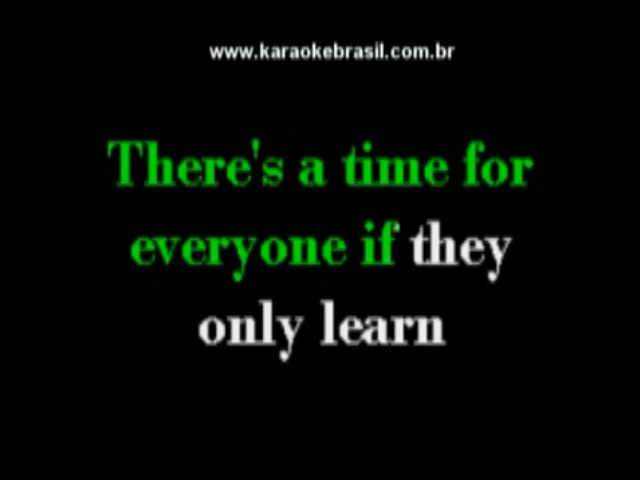 www.karaokebrasil.com.br
There's a time for
everyone if they
only learn